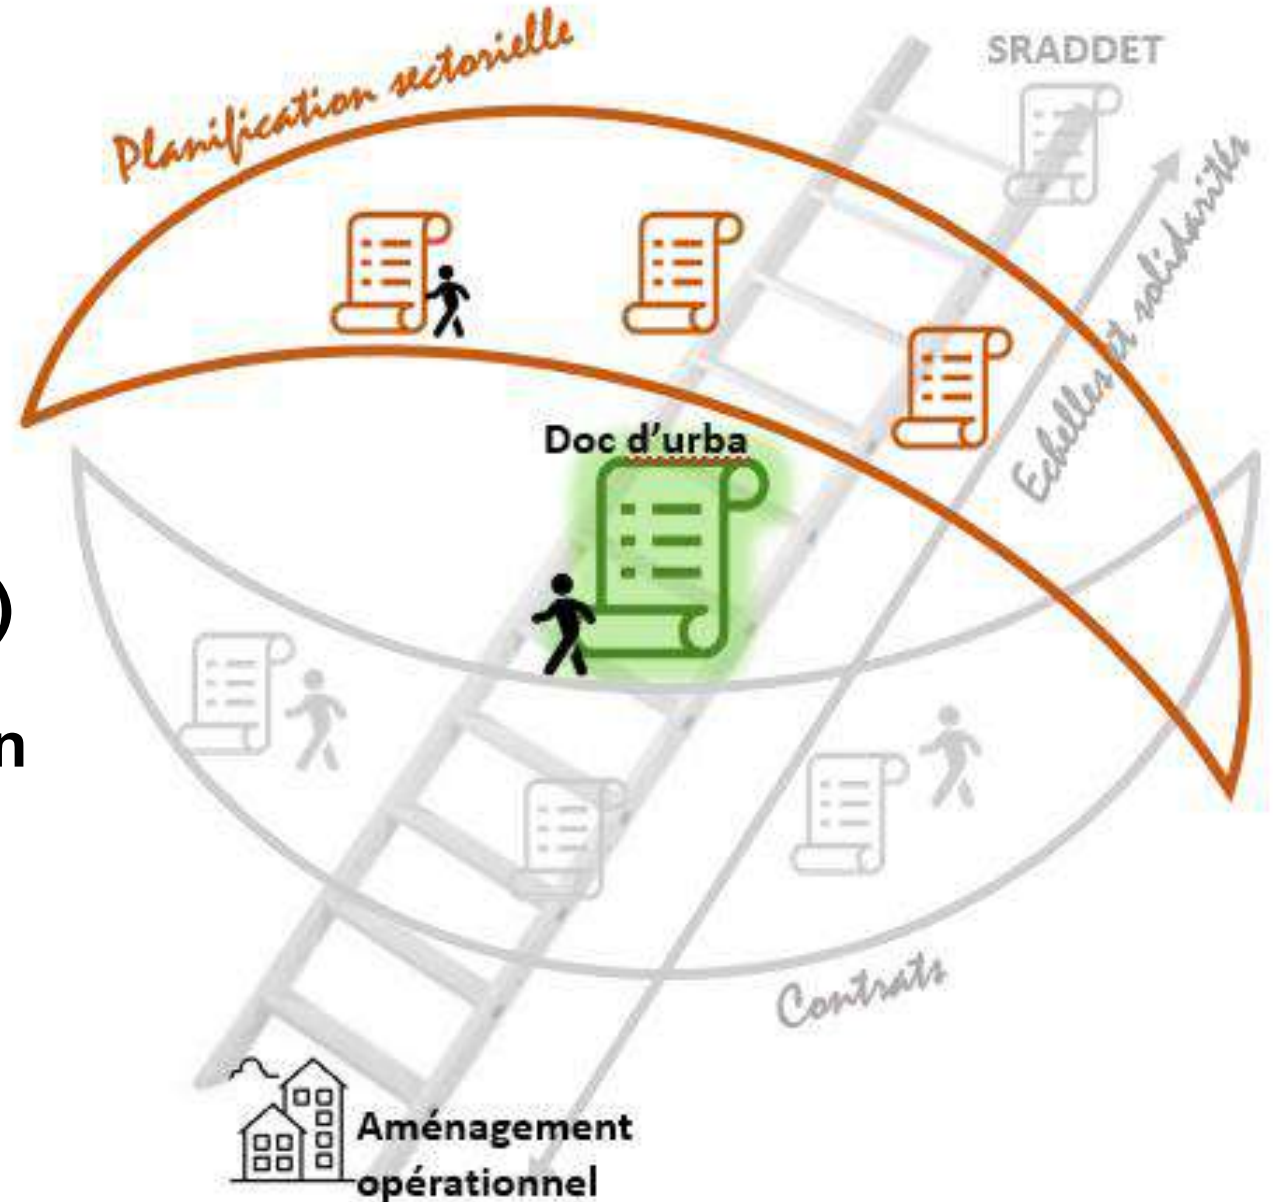 Planification sectorielle
SRADDET
Echelles et solidarités
Doc d’urba
)
n
Contrats
Aménagement
opérationnel